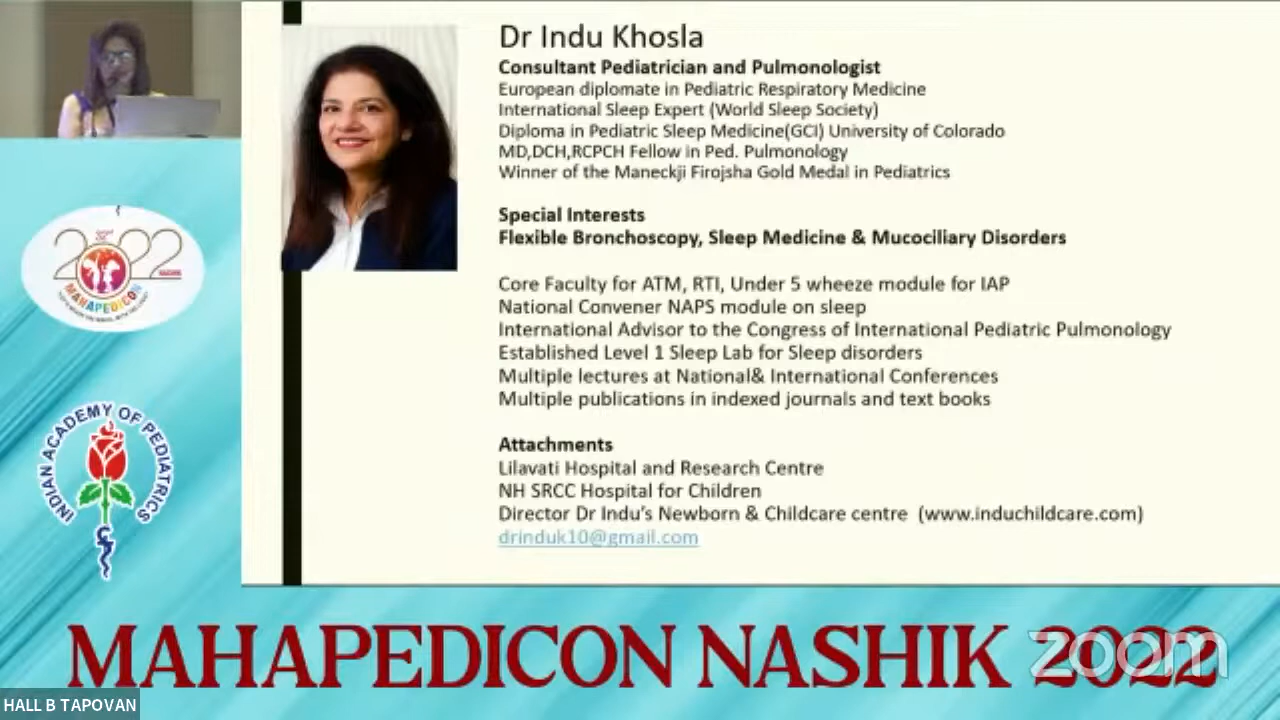 Dr Indu Khosla
Consultant Pediatrician and Pulmonologist
European diplomate in Pediatric Respiratory Medicine
International Sleep Expert (World Sleep Society)
Diploma in Pediatric Sleep Medicine(GCI) University of Colorado
MD,DCH,RCPCH Fellow in Ped. Pulmonology
Winner of the Maneckji Firojsha Gold Medal in Pediatrics
Special Interests
Flexible Bronchoscopy, Sleep Medicine & Mucociliary Disorders
Core Faculty for ATM, RTI, Under 5 wheeze module for IAP
National Convener NAPS module on sleep
International Advisor to the Congress of International Pediatric Pulmonology
Established Level 1 Sleep Lab for Sleep disorders
Multiple lectures at National& International Conferences
Multiple publications in indexed journals and text books
Attachments
Lilavati Hospital and Research Centre
NH SRCC Hospital for Children
Director Dr Indu's Newborn & Childcare centre (www.induchildcare.com)
drinduk10@gmail.com
2022
MAHAPEDICON
INDIAN ACADEMY OF PEDIATRICS
MAHAPEDICON NASHIK 2022
zoom
HALL B TAPOVAN